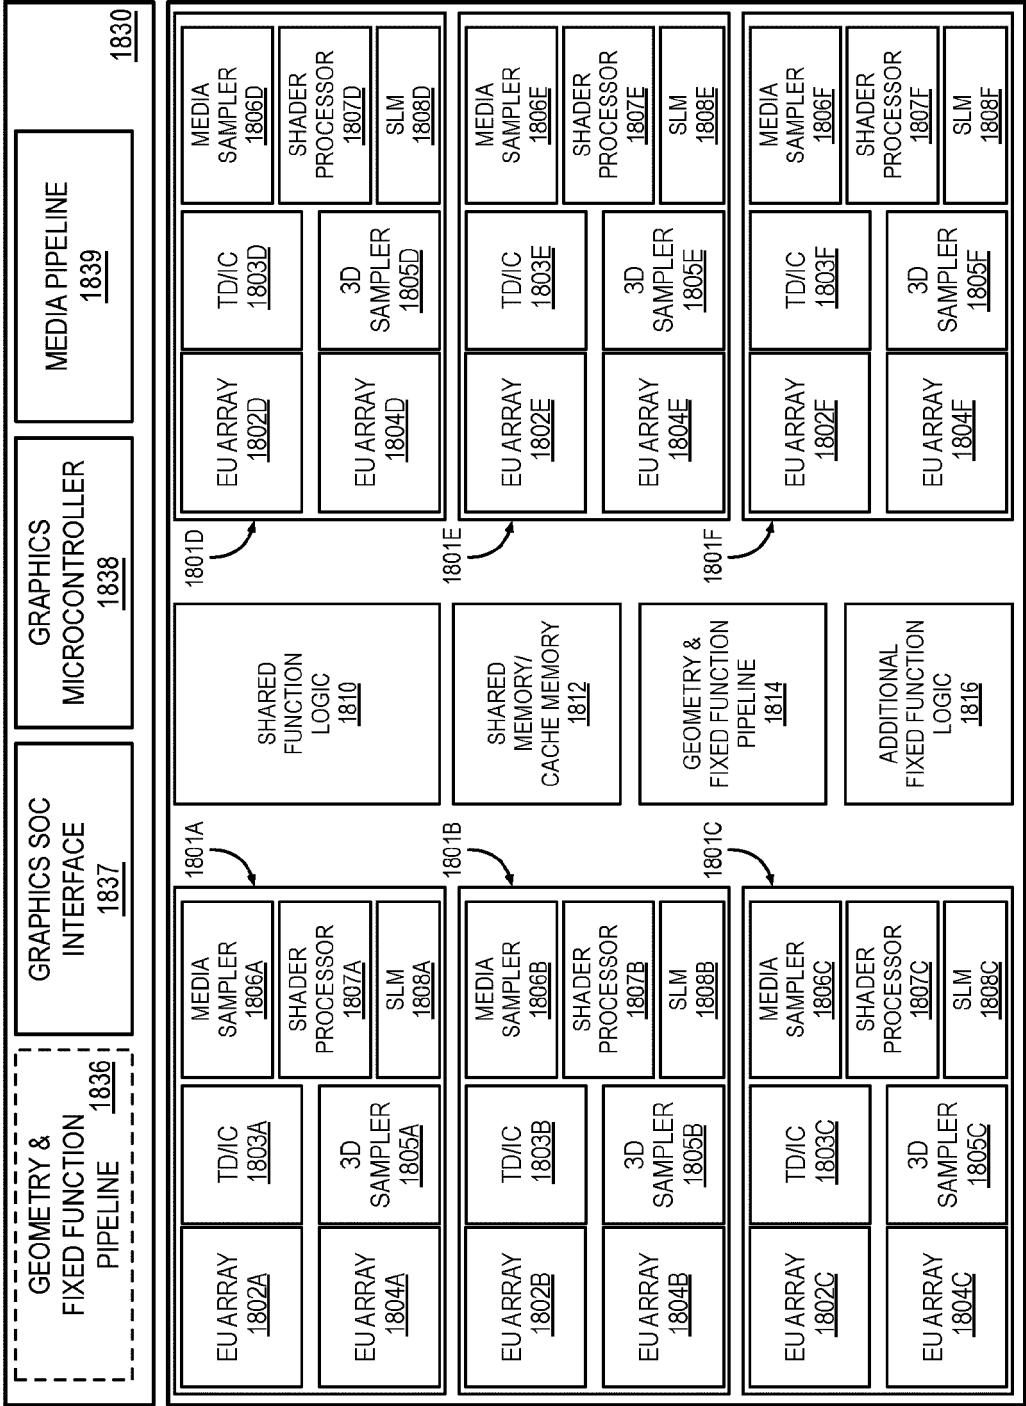 GEOMETRY &
FIXED FUNCTION
PIPELINE
1836
GRAPHICS SOC
INTERFACE
1837
GRAPHICS
MICROCONTROLLER
1838
MEDIA PIPELINE
1839
1830
EU ARRAY
1802A
TD/IC
1803A
MEDIA
SAMPLER
1806A
SHADER
PROCESSOR
1807A
EU ARRAY
1804A
3D
SAMPLER
1805A
SLM
1808A
1801A
SHARED
FUNCTION
LOGIC
1810
1801D
EU ARRAY
1802D
TD/IC
1803D
MEDIA
SAMPLER
1806D
SHADER
PROCESSOR
1807D
EU ARRAY
1804D
3D
SAMPLER
1805D
SLM
1808D
EU ARRAY
1802B
TD/IC
1803B
MEDIA
SAMPLER
1806B
SHADER
PROCESSOR
1807B
EU ARRAY
1804B
3D
SAMPLER
1805B
SLM
1808B
1801B
SHARED
MEMORY/
CACHE MEMORY
1812
1801E
EU ARRAY
1802E
TD/IC
1803E
MEDIA
SAMPLER
1806E
SHADER
PROCESSOR
1807E
EU ARRAY
1804E
3D
SAMPLER
1805E
SLM
1808E
GEOMETRY &
FIXED FUNCTION
PIPELINE
1814
EU ARRAY
1802C
TD/IC
1803C
MEDIA
SAMPLER
1806C
SHADER
PROCESSOR
1807C
EU ARRAY
1804C
3D
SAMPLER
1805C
SLM
1808C
1801C
ADDITIONAL
FIXED FUNCTION
LOGIC
1816
1801F
EU ARRAY
1802F
TD/IC
1803F
MEDIA
SAMPLER
1806F
SHADER
PROCESSOR
1807F
EU ARRAY
1804F
3D
SAMPLER
1805F
SLM
1808F